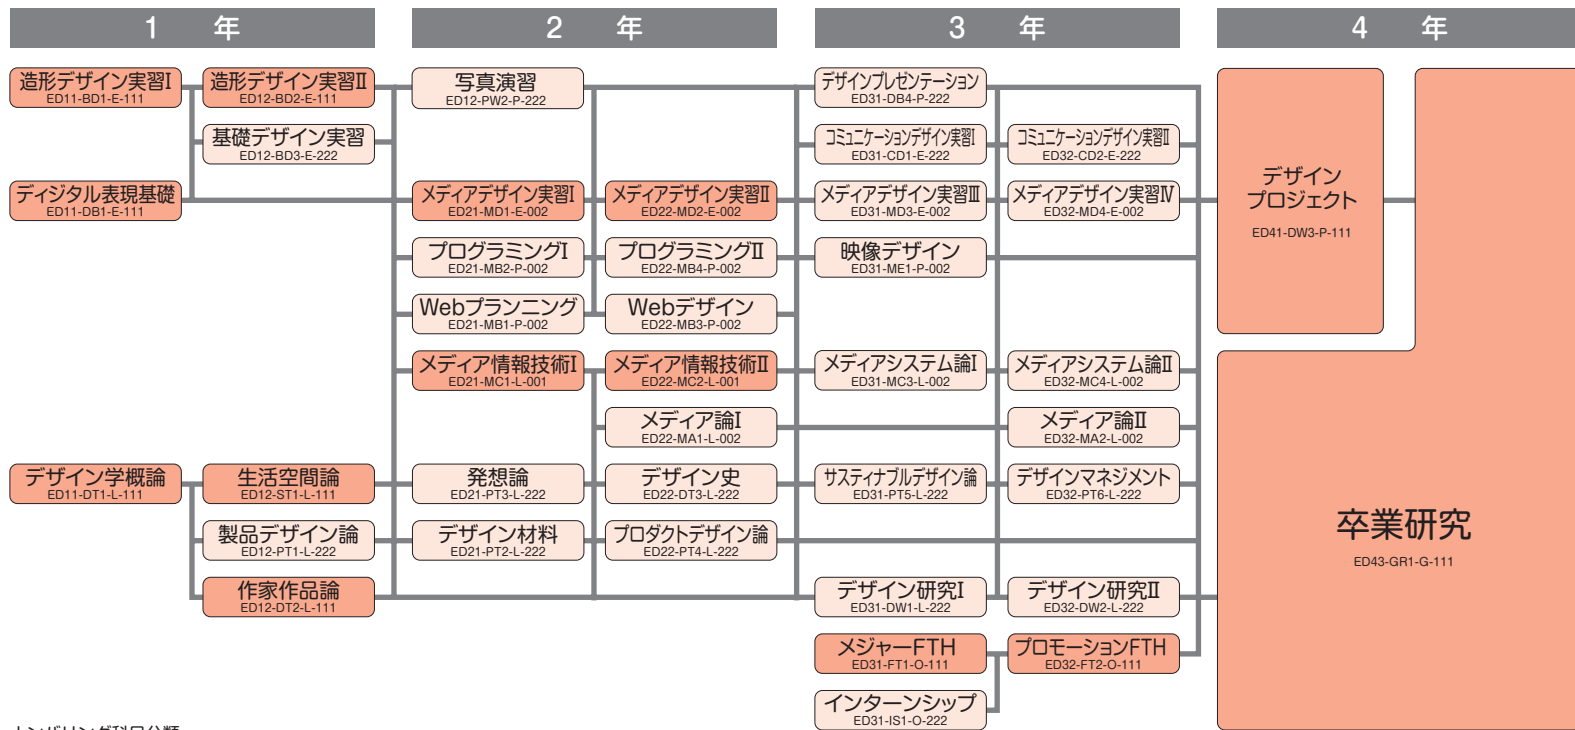 1 年
2 年
3 年
4 年
造形デザイン実習Ⅰ
ED11-BD1-E-111
造形デザイン実習Ⅱ
ED12-BD2-E-111
写真演習
ED12-PW2-P-222
デザインプレゼンテーション
ED31-DB4-P-222
基礎デザイン実習
ED12-BD3-E-222
コミュニケーションデザイン実習Ⅰ
ED31-CD1-E-222
コミュニケーションデザイン実習Ⅱ
ED32-CD2-E-222
ディジタル表現基礎
ED11-DB1-E-111
メディアデザイン実習Ⅰ
ED21-MD1-E-002
メディアデザイン実習Ⅱ
ED22-MD2-E-002
メディアデザイン実習Ⅲ
ED31-MD3-E-002
メディアデザイン実習Ⅳ
ED32-MD4-E-002
デザイン
プロジェクト
ED41-DW3-P-111
プログラミングⅠ
ED21-MB2-P-002
プログラミングⅡ
ED22-MB4-P-002
映像デザイン
ED31-ME1-P-002
Webプランニング
ED21-MB1-P-002
Webデザイン
ED22-MB3-P-002
メディア情報技術Ⅰ
ED21-MC1-L-001
メディア情報技術Ⅱ
ED22-MC2-L-001
メディアシステム論Ⅰ
ED31-MC3-L-002
メディアシステム論Ⅱ
ED32-MC4-L-002
メディア論Ⅰ
ED22-MA1-L-002
メディア論Ⅱ
ED32-MA2-L-002
デザイン学概論
ED11-DT1-L-111
生活空間論
ED12-ST1-L-111
発想論
ED21-PT3-L-222
デザイン史
ED22-DT3-L-222
サスティナブルデザイン論
ED31-PT5-L-222
デザインマネジメント
ED32-PT6-L-222
製品デザイン論
ED12-PT1-L-222
デザイン材料
ED21-PT2-L-222
プロダクトデザイン論
ED22-PT4-L-222
卒業研究
ED43-GR1-G-111
作家作品論
ED12-DT2-L-111
デザイン研究Ⅰ
ED31-DW1-L-222
デザイン研究Ⅱ
ED32-DW2-L-222
メジャーFTH
ED31-FT1-O-111
プロモーションFTH
ED32-FT2-O-111
インターンシップ
ED31-IS1-O-222